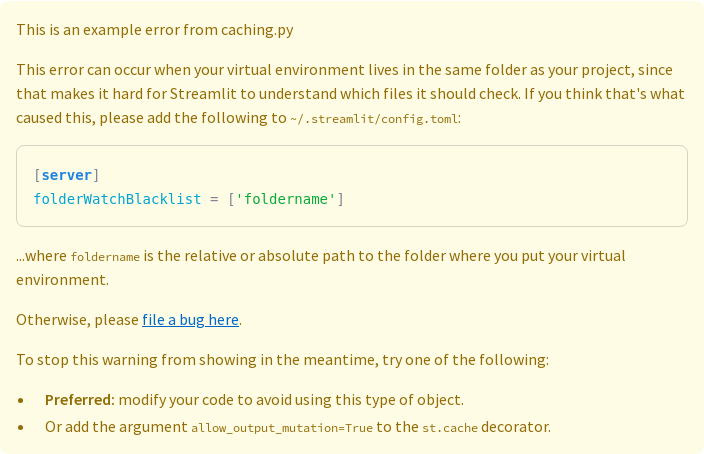 This is an example error from caching.py
This error can occur when your virtual environment lives in the same folder as your project, since
that makes it hard for Streamlit to understand which files it should check. If you think that's what
caused this, please add the following to ~/.streamlit/config.toml:
[server]
folderWatchBlacklist = ['foldername']
...where foldername is the relative or absolute path to the folder where you put your virtual
environment.
Otherwise, please file a bug here.
To stop this warning from showing in the meantime, try one of the following:
• Preferred: modify your code to avoid using this type of object.
• Or add the argument allow_output_mutation=True to the st.cache decorator.